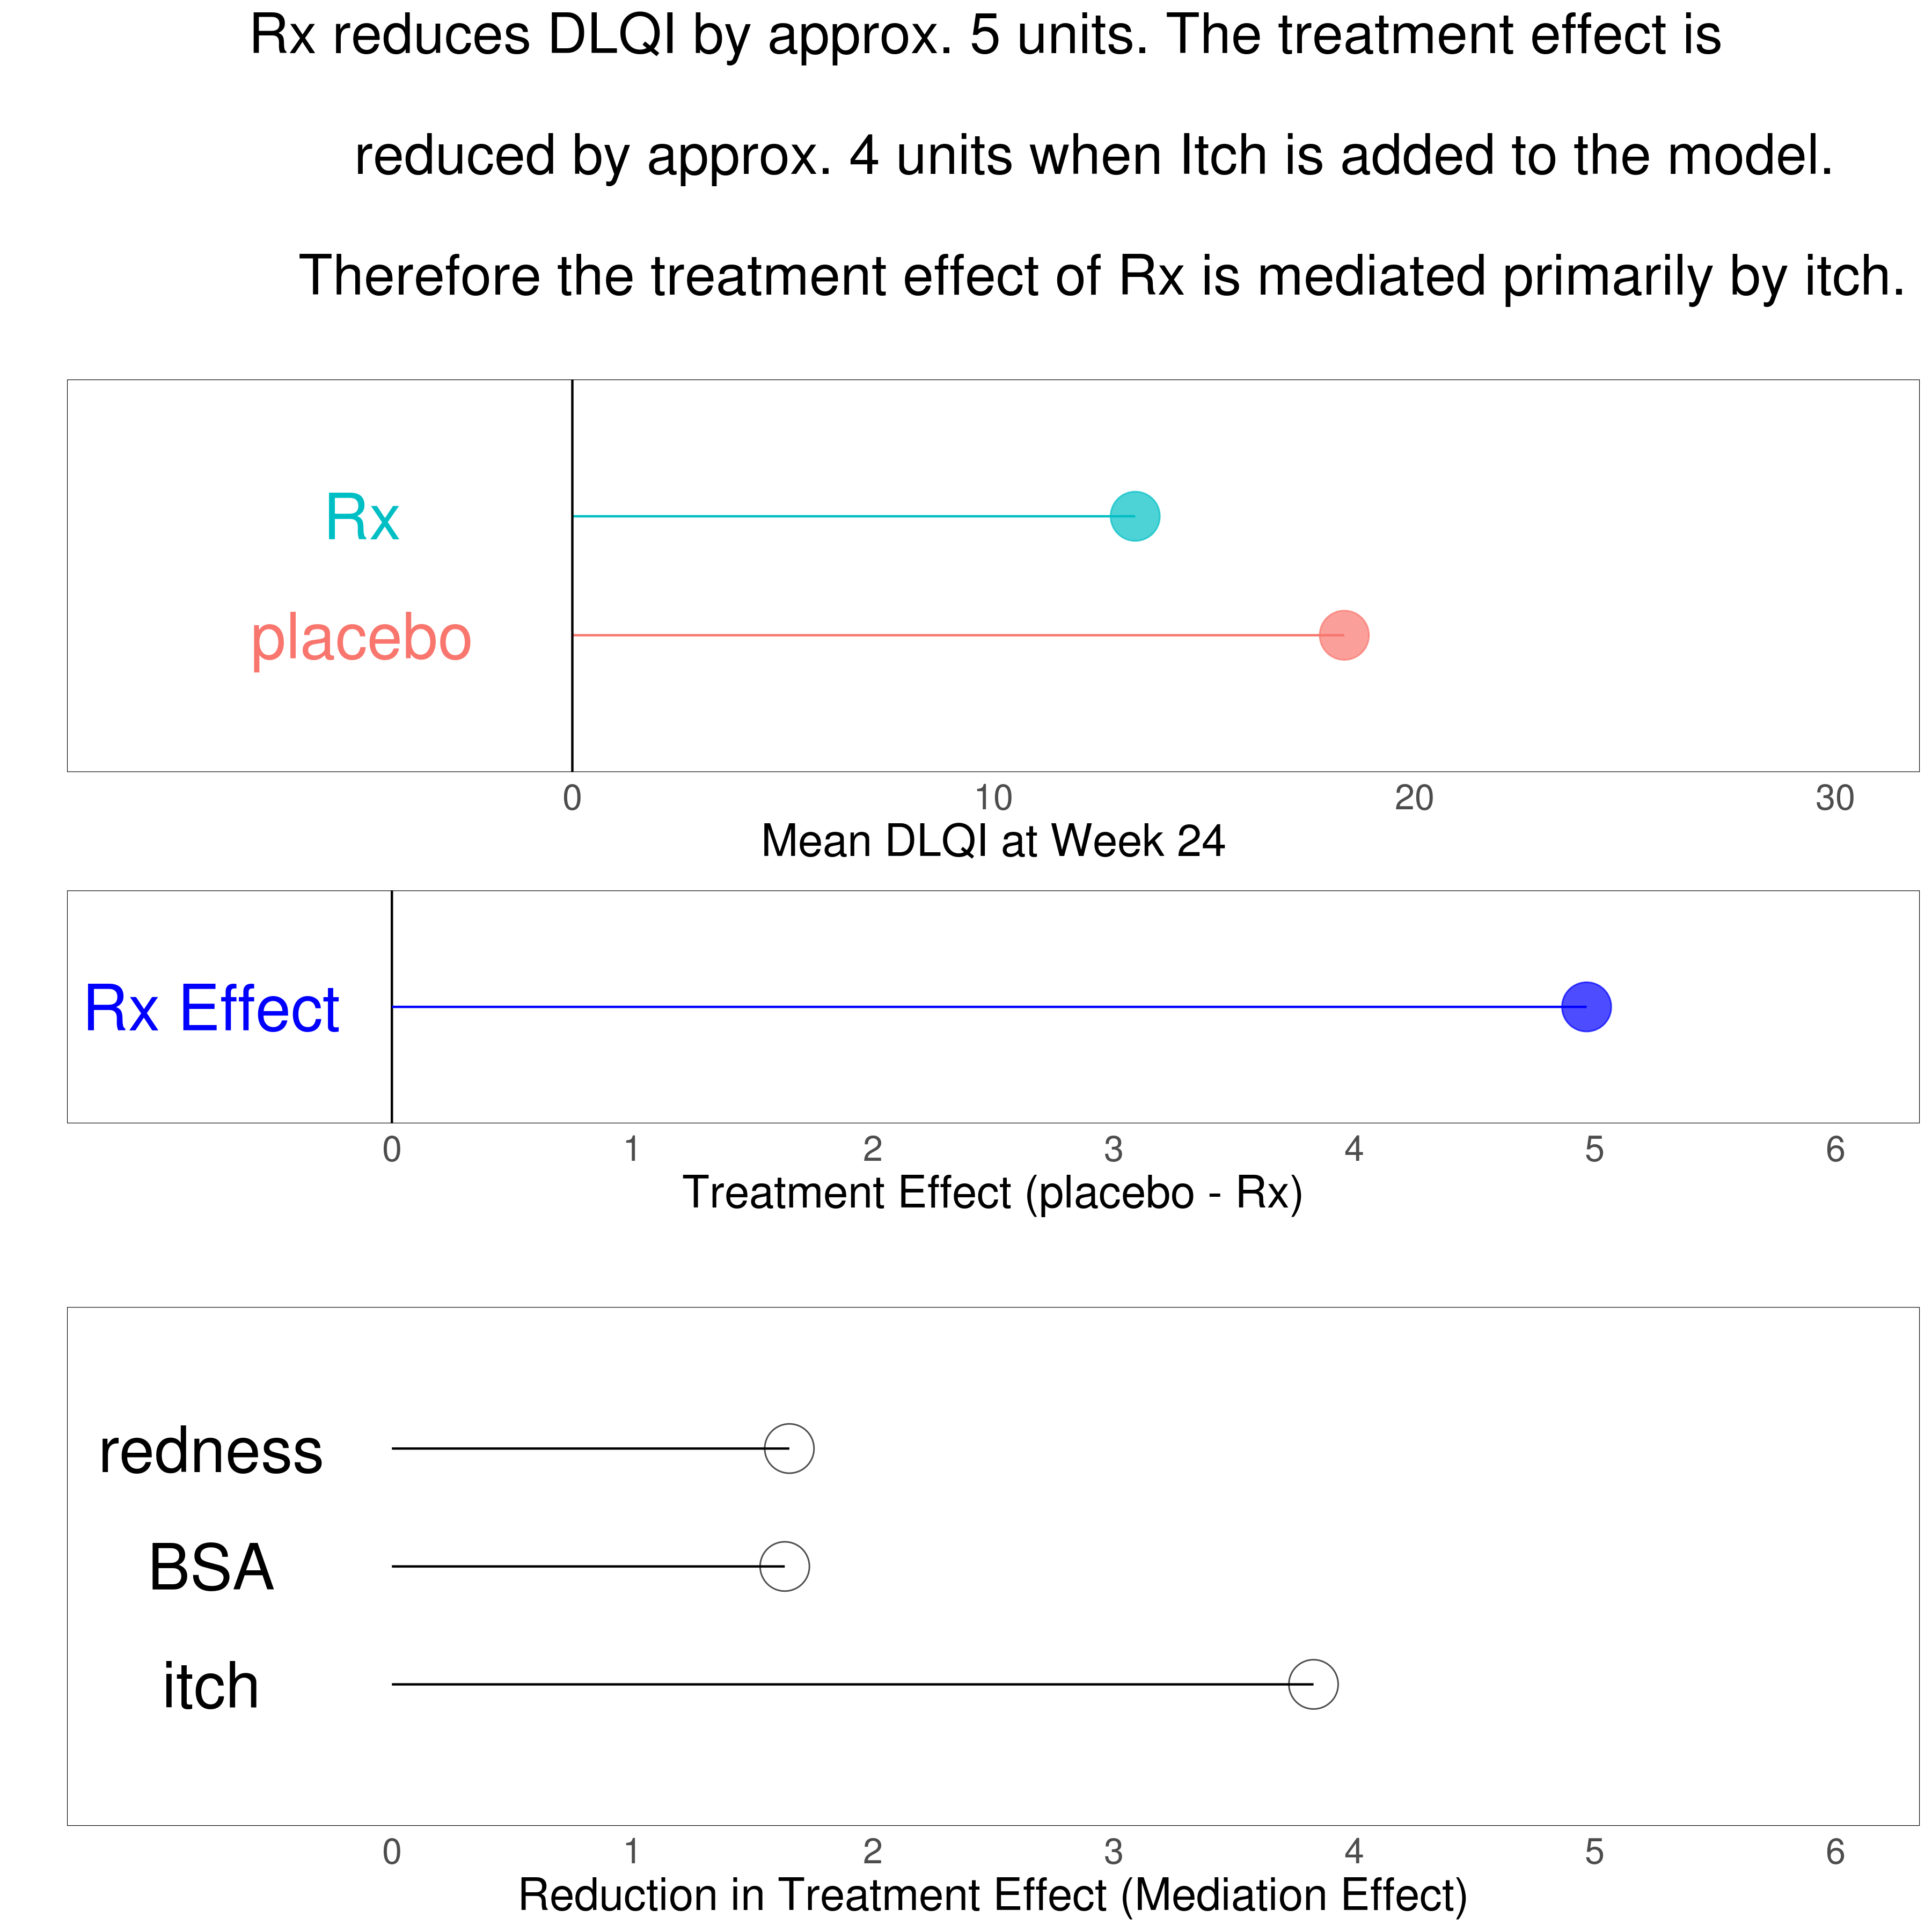 Rx reduces DLQI by approx. 5 units. The treatment effect is
reduced by approx. 4 units when Itch is added to the model.
Therefore the treatment effect of Rx is mediated primarily by itch.
Rx
placebo
0 10 20 30
Mean DLQI at Week 24
Rx Effect
0 1 2 3 4 5 6
Treatment Effect (placebo - Rx)
redness
BSA
itch
0 1 2 3 4 5 6
Reduction in Treatment Effect (Mediation Effect)